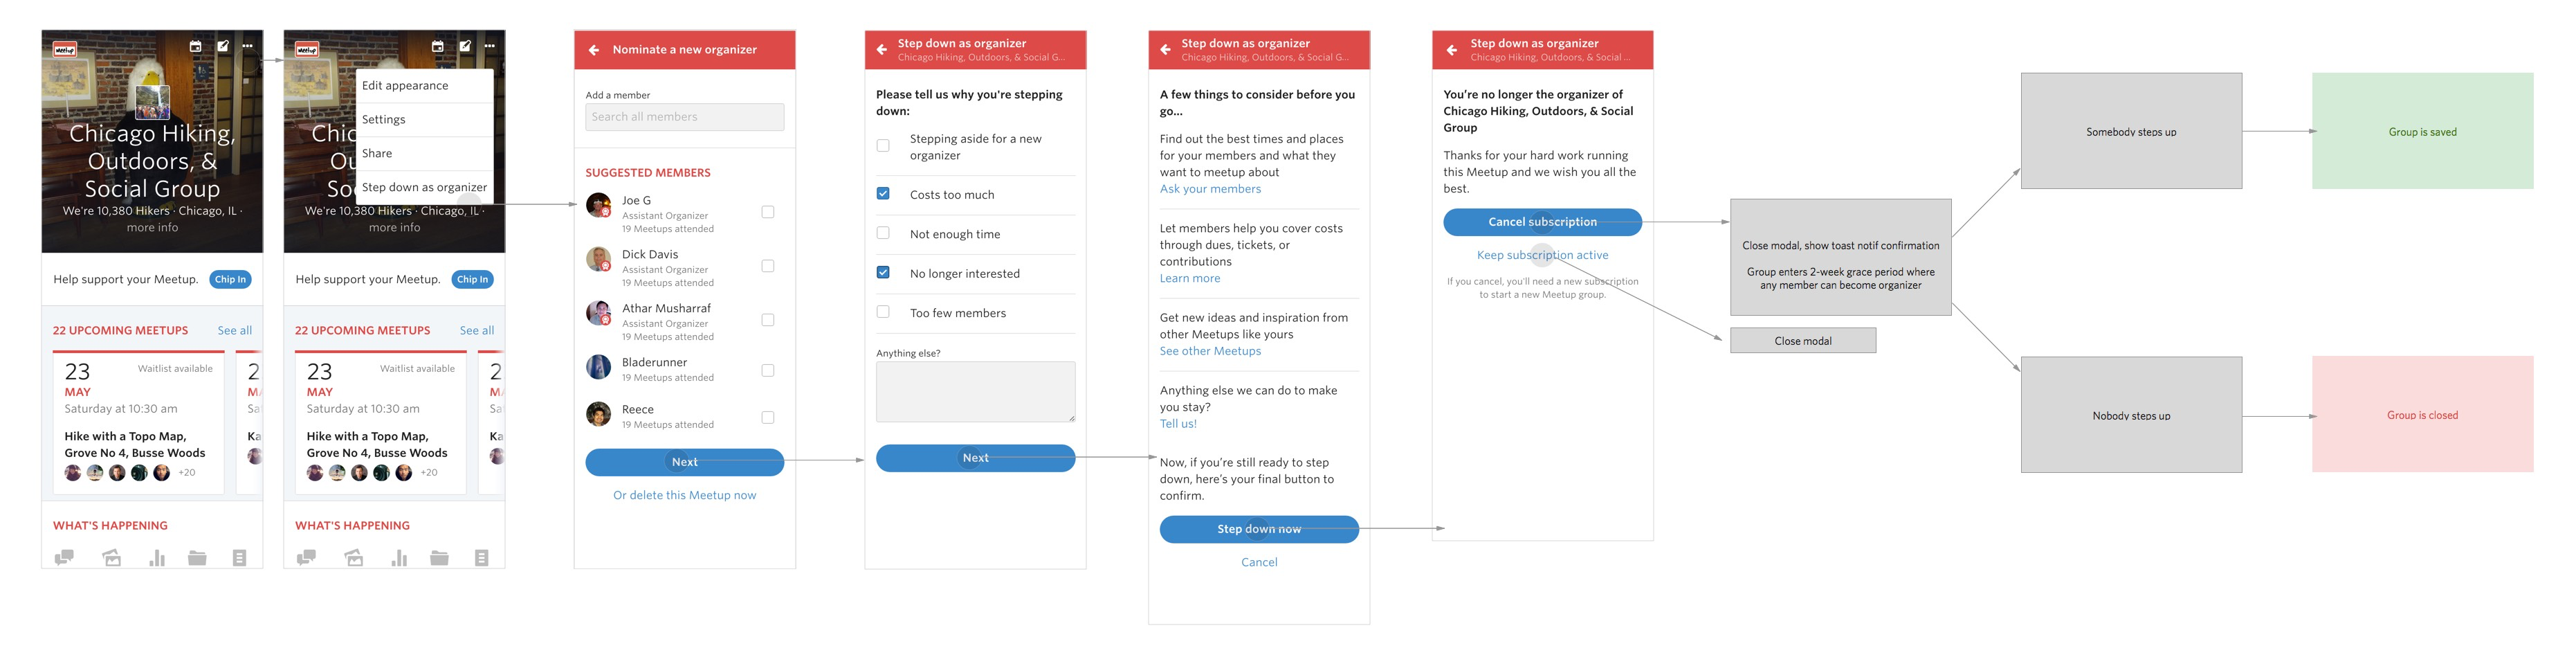 meetup
Chicago Hiking,
Outdoors, &
Social Group
We're 10,380 Hikers · Chicago, IL ·
more info
Help support your Meetup.
Chip In
22 UPCOMING MEETUPS
See all
23
Waitlist available
MAY
Saturday at 10:30 am
Hike with a Topo Map,
Grove No 4, Busse Woods
+20
2
M
Sa
Ka
WHAT'S HAPPENING
meetup
Edit appearance
Settings
Share
Step down as organizer
Chic
Ou
So
We're 10,380 Hikers · Chicago, IL ·
more info
Help support your Meetup.
Chip In
22 UPCOMING MEETUPS
See all
23
Waitlist available
MAY
Saturday at 10:30 am
Hike with a Topo Map,
Grove No 4, Busse Woods
+20
2
M
Sa
Ka
WHAT'S HAPPENING
Nominate a new organizer
Add a member
Search all members
SUGGESTED MEMBERS
Joe G
Assistant Organizer
19 Meetups attended
Dick Davis
Assistant Organizer
19 Meetups attended
Athar Musharraf
Assistant Organizer
19 Meetups attended
Bladerunner
19 Meetups attended
Reece
19 Meetups attended
Next
Or delete this Meetup now
Step down as organizer
Chicago Hiking, Outdoors, & Social G...
Please tell us why you're stepping
down:
Stepping aside for a new
organizer
Costs too much
Not enough time
No longer interested
Too few members
Anything else?
Next
Step down as organizer
Chicago Hiking, Outdoors, & Social G...
A few things to consider before you
go...
Find out the best times and places
for your members and what they
want to meetup about
Ask your members
Let members help you cover costs
through dues, tickets, or
contributions
Learn more
Get new ideas and inspiration from
other Meetups like yours
See other Meetups
Anything else we can do to make
you stay?
Tell us!
Now, if you're still ready to step
down, here's your final button to
confirm.
Step down now
Cancel
Step down as organizer
Chicago Hiking, Outdoors, & Social ...
You're no longer the organizer of
Chicago Hiking, Outdoors, & Social
Group
Thanks for your hard work running
this Meetup and we wish you all the
best.
Cancel subscription
Keep subscription active
If you cancel, you'll need a new subscription
to start a new Meetup group.
Close modal, show toast notif confirmation
Group enters 2-week grace period where
any member can become organizer
Close modal
Somebody steps up
Group is saved
Nobody steps up
Group is closed